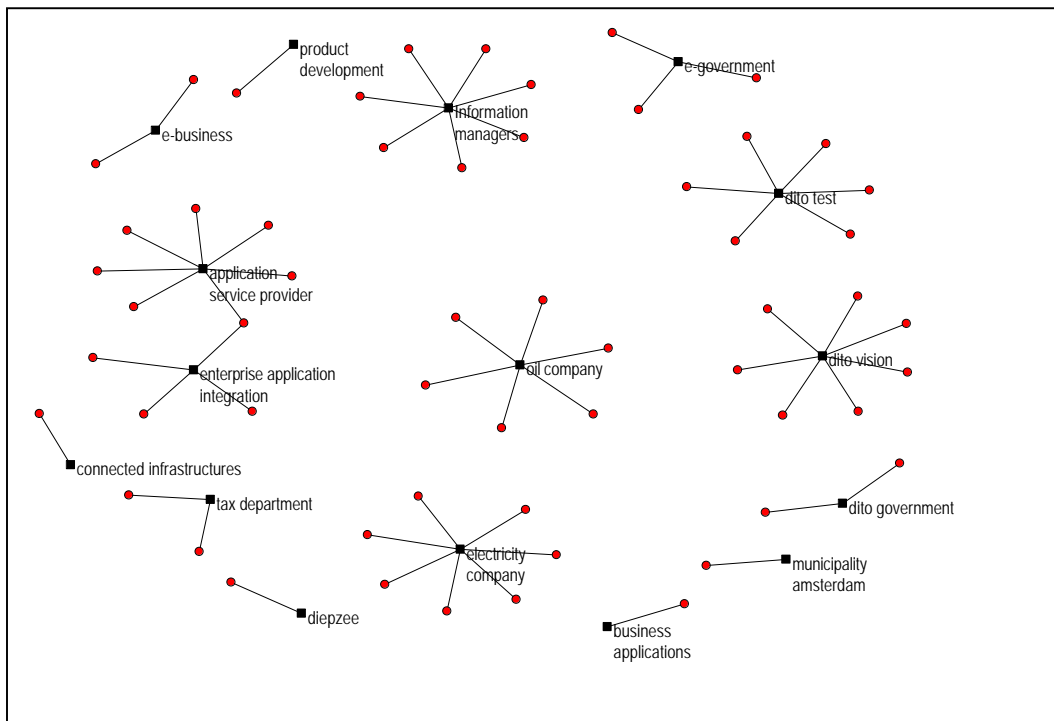 product
development
e-government
information
managers
e-business
dito test
application
service provider
dito vision
oil company
enterprise application
integration
connected infrastructures
tax department
dito government
electricity
company
municipality
amsterdam
diepzee
business
applications